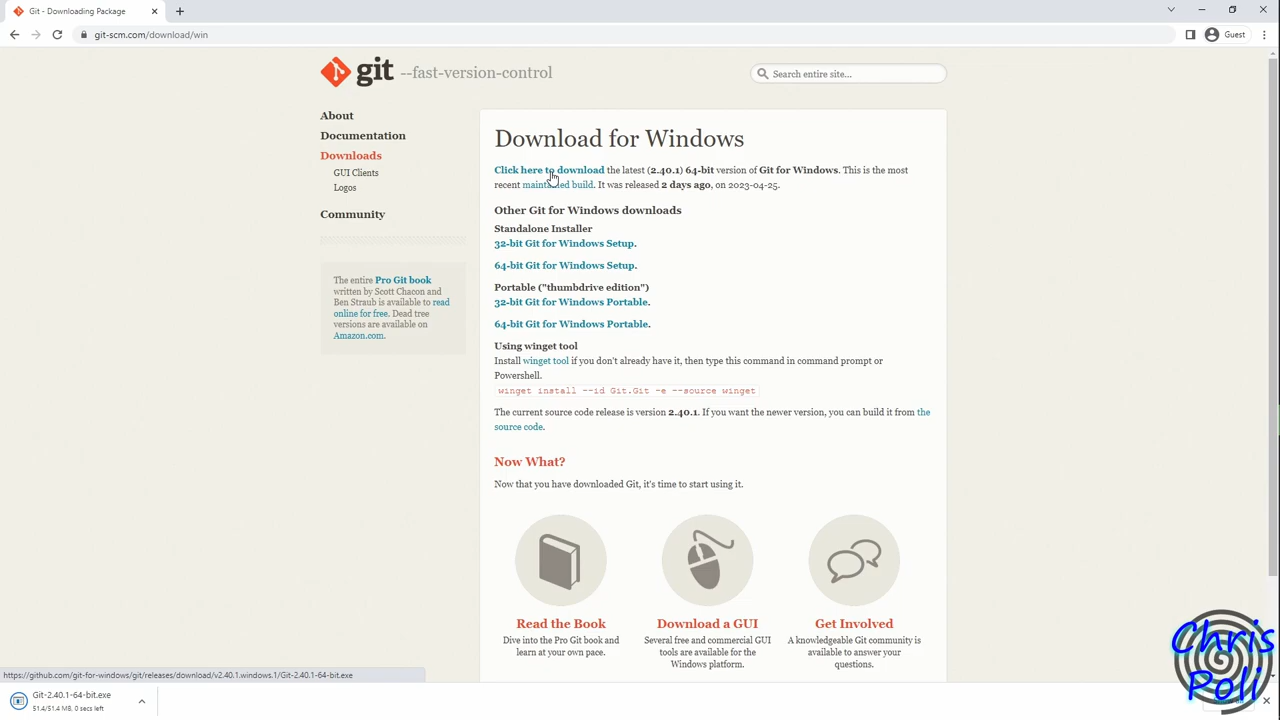 Git - Downloading Package
git-scm.com/download/win
Guest
git --fast-version-control
Search entire site...
About
Documentation
Downloads
GUI Clients
Logos
Community
The entire Pro Git book
written by Scott Chacon and
Ben Straub is available to read
online for free. Dead tree
versions are available on
Amazon.com.
Download for Windows
Click here to download the latest (2.40.1) 64-bit version of Git for Windows. This is the most
recent maintained build. It was released 2 days ago, on 2023-04-25.
Other Git for Windows downloads
Standalone Installer
32-bit Git for Windows Setup.
64-bit Git for Windows Setup.
Portable ("thumbdrive edition")
32-bit Git for Windows Portable.
64-bit Git for Windows Portable.
Using winget tool
Install winget tool if you don't already have it, then type this command in command prompt or
Powershell.
winget install --id Git.Git -e --source winget
The current source code release is version 2.40.1. If you want the newer version, you can build it from the
source code.
Now What?
Now that you have downloaded Git, it's time to start using it.
Read the Book
Dive into the Pro Git book and
learn at your own pace.
Download a GUI
Several free and commercial GUI
tools are available for the
Windows platform.
Get Involved
A knowledgeable Git community is
available to answer your
questions.
https://github.com/git-for-windows/git/releases/download/v2.40.1.windows.1/Git-2.40.1-64-bit.exe
Git-2.40.1-64-bit.exe
51.4/51.4 MB, 0 secs left
Chris
Poli